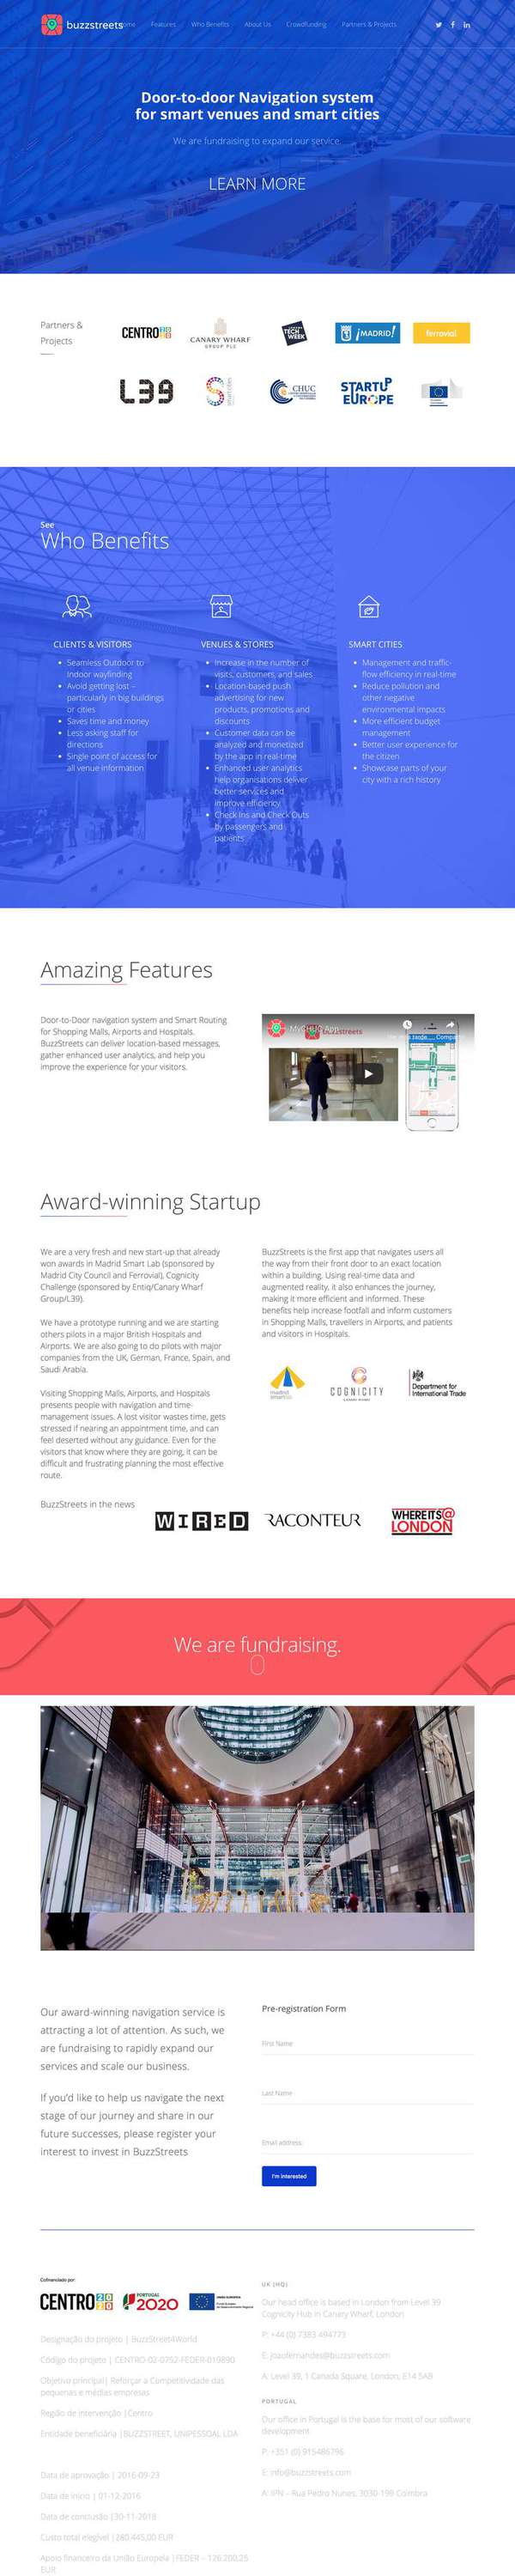 buzzstreets
Features
Who Benefits
About Us
Crowdfunding
Partners & Projects
Door-to-door Navigation system
for smart venues and smart cities
We are fundraising to expand our service.
LEARN MORE
Partners &
Projects
CENTRO
CANARY WHARF
GROUP PLC
TECH
WEEK
¡MADRID!
ferrovial
L39
CHUC
STARTUP
EUROPE
See
Who Benefits
CLIENTS & VISITORS
Seamless Outdoor to
Indoor wayfinding
Avoid getting lost –
particularly in big buildings
or cities
Saves time and money
Less asking staff for
directions
Single point of access for
all venue information
VENUES & STORES
Increase in the number of
visits, customers, and sales
Location-based push
advertising for new
products, promotions and
discounts
Customer data can be
analyzed and monetized
by the app in real-time
Enhanced user analytics
help organisations deliver
better services and
improve efficiency
Check Ins and Check Outs
by passengers and
patients
SMART CITIES
Management and traffic-
flow efficiency in real-time
Reduce pollution and
other negative
environmental impacts
More efficient budget
management
Better user experience for
the citizen
Showcase parts of your
city with a rich history
Amazing Features
Door-to-Door navigation system and Smart Routing
for Shopping Malls, Airports and Hospitals.
BuzzStreets can deliver location-based messages,
gather enhanced user analytics, and help you
improve the experience for your visitors.
buzzstreets
Award-winning Startup
We are a very fresh and new start-up that already
won awards in Madrid Smart Lab (sponsored by
Madrid City Council and Ferrovial), Cognicity
Challenge (sponsored by Entiq/Canary Wharf
Group/L39).
We have a prototype running and we are starting
others pilots in a major British Hospitals and
Airports. We are also going to do pilots with major
companies from the UK, German, France, Spain, and
Saudi Arabia.
Visiting Shopping Malls, Airports, and Hospitals
presents people with navigation and time-
management issues. A lost visitor wastes time, gets
stressed if nearing an appointment time, and can
feel deserted without any guidance. Even for the
visitors that know where they are going, it can be
difficult and frustrating planning the most effective
route.
BuzzStreets is the first app that navigates users all
the way from their front door to an exact location
within a building. Using real-time data and
augmented reality, it also enhances the journey,
making it more efficient and informed. These
benefits help increase footfall and inform customers
in Shopping Malls, travellers in Airports, and patients
and visitors in Hospitals.
madrid
smartlab
COGNICITY
Department for
International Trade
BuzzStreets in the news
WIRED
RACONTEUR
WHEREITS@
LONDON
We are fundraising.
Our award-winning navigation service is
attracting a lot of attention. As such, we
are fundraising to rapidly expand our
services and scale our business.
If you'd like to help us navigate the next
stage of our journey and share in our
future successes, please register your
interest to invest in BuzzStreets
Pre-registration Form
First Name
Last Name
Email address:
I'm interested
Cofinanciado por:
CENTRO 2020
PORTUGAL
2020
UNIÃO EUROPEIA
Designação do projeto | BuzzStreet4World
Código do projeto | CENTRO-02-0752-FEDER-019890
Objetivo principal| Reforçar a Competitividade das
pequenas e médias empresas
Região de intervenção |Centro
Entidade beneficiária |BUZZSTREET, UNIPESSOAL LDA
Data de aprovação | 2016-09-23
Data de início | 01-12-2016
Data de conclusão |30-11-2018
Custo total elegível |280.445,00 EUR
Apoio financeiro da União Europeia |FEDER – 126.200,25
EUR
UK (HQ)
Our head office is based in London from Level 39
Cognicity Hub in Canary Wharf, London
P: +44 (0) 7383 494773
E: joaofernandes@buzzstreets.com
A: Level 39, 1 Canada Square, London, E14 5AB
PORTUGAL
Our office in Portugal is the base for most of our software
development
P: +351 (0) 915486796
E: info@buzzstreets.com
A: IPN – Rua Pedro Nunes, 3030-199 Coimbra